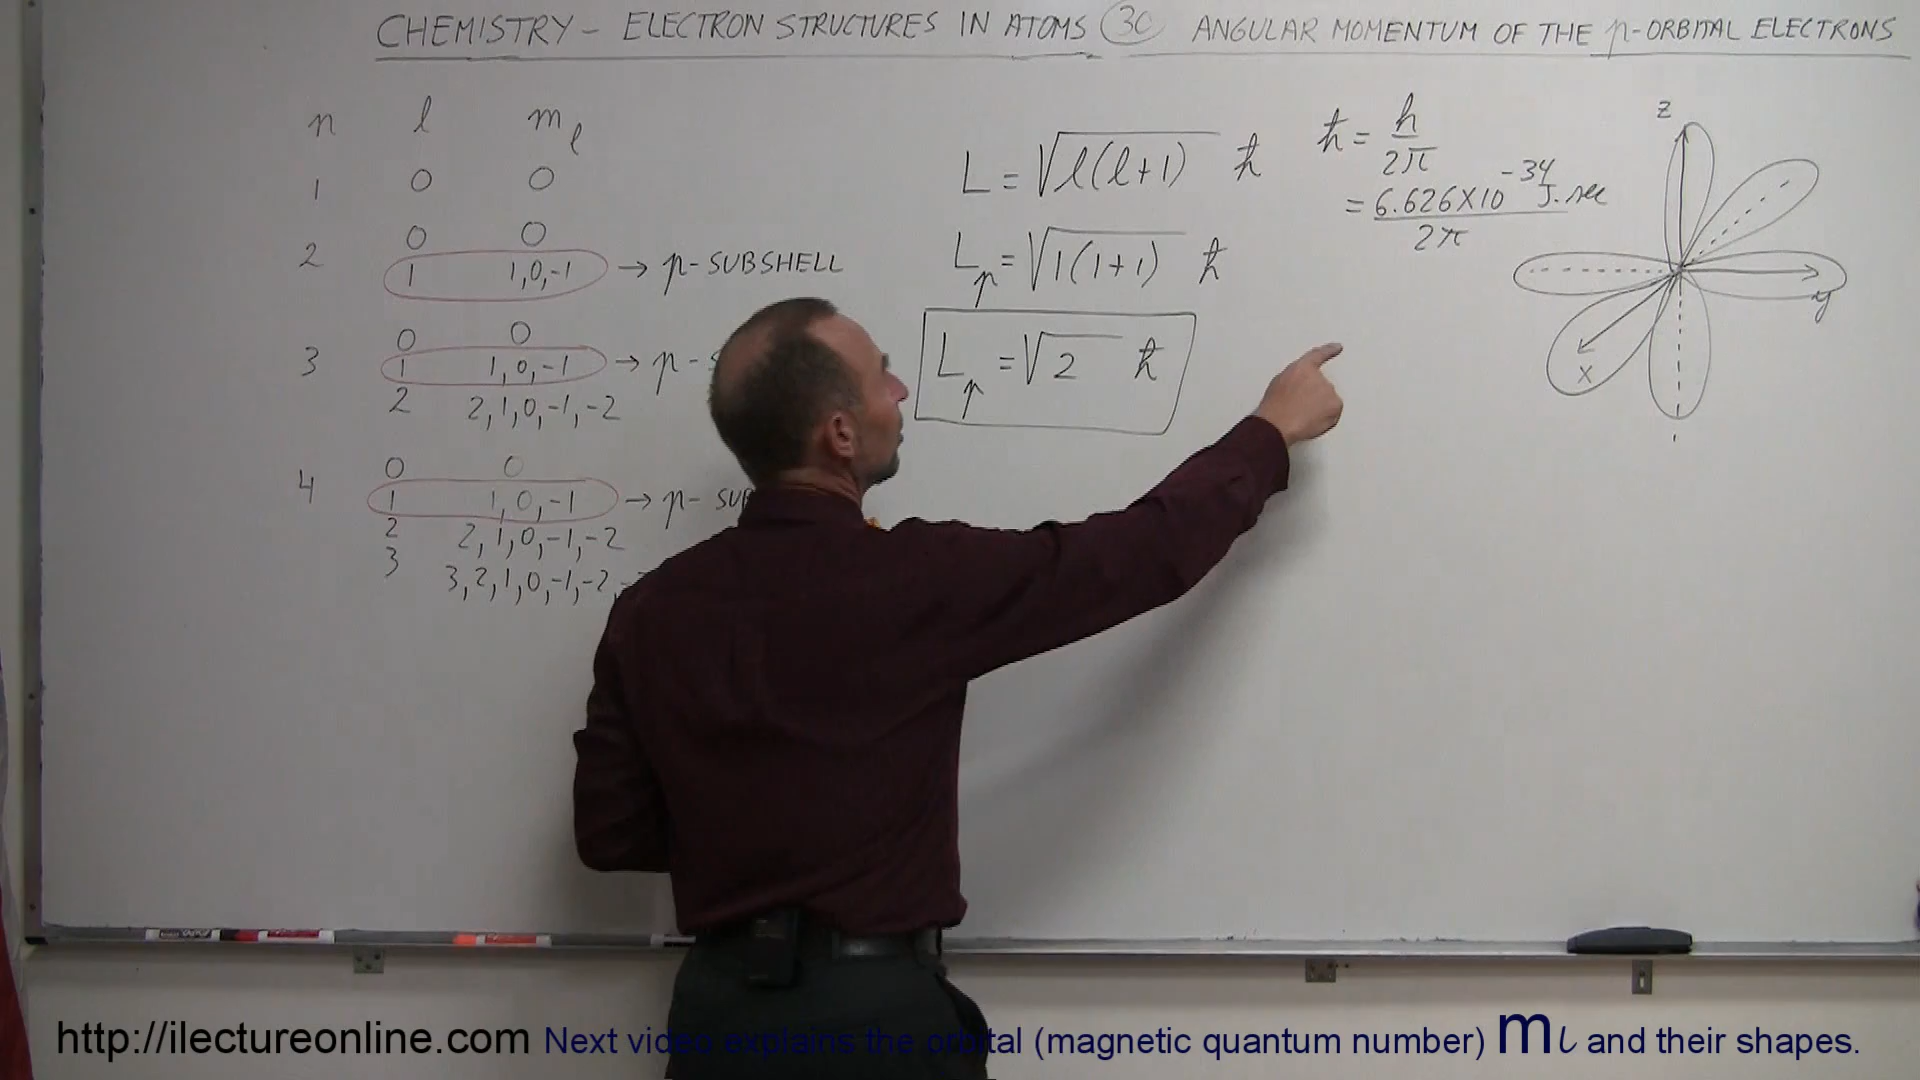 CHEMISTRY - ELECTRON STRUCTURES IN ATOMS 30 ANGULAR MOMENTUM OF THE p-ORBITAL ELECTRONS
n l mℓ
1 0 0
0 0
2 1 1,0,-1 → p-SUBSHELL
0 0
3 1 1,0,-1 → p-
2 2,1,0,-1,-2
0 0
4 1 1,0,-1 → p-
2 2,1,0,-1,-2
3 3,2,1,0,-1,-2,
L = √l(l+1) ħ
Lp = √1(1+1) ħ
Lp = √2 ħ
ħ = h/2π
= 6.626X10^-34 J.sec / 2π
z
y
x
http://ilectureonline.com Next video explains the orbital (magnetic quantum number) mℓ and their shapes.